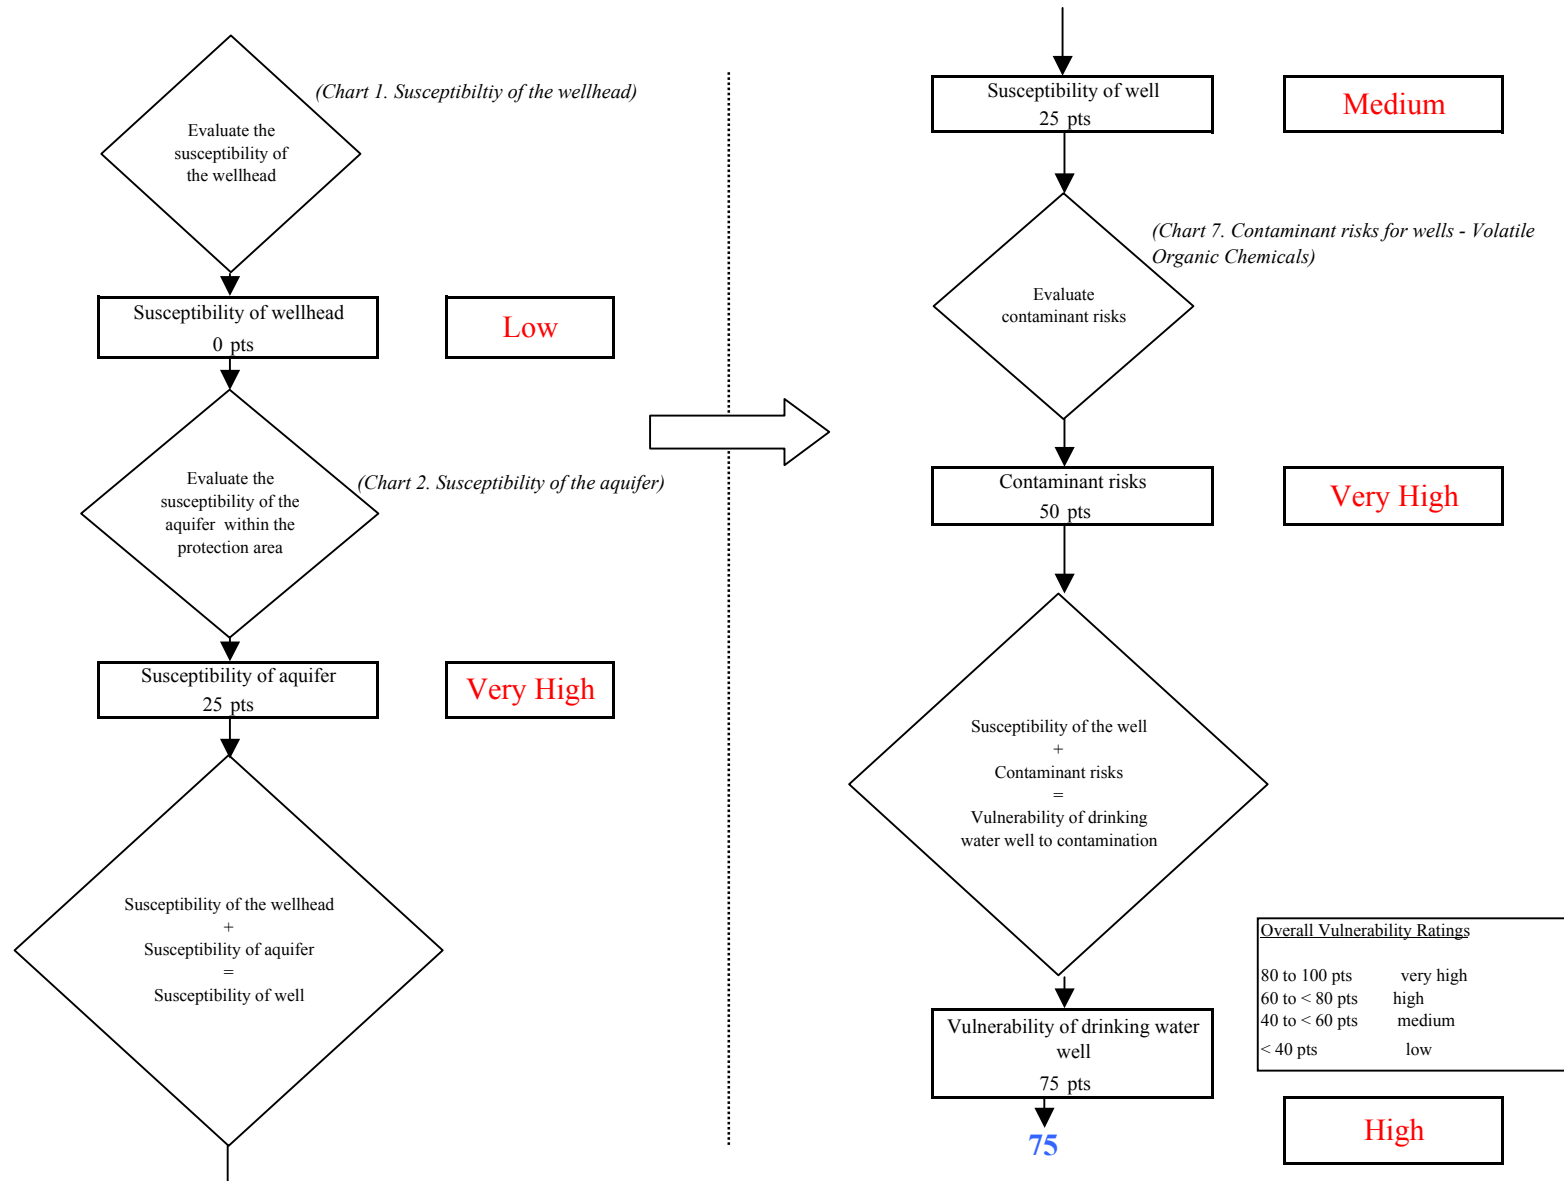 (Chart 1. Susceptibiltiy of the wellhead)
Evaluate the
susceptibility of
the wellhead
Susceptibility of wellhead
0 pts
Low
(Chart 2. Susceptibility of the aquifer)
Evaluate the
susceptibility of the
aquifer within the
protection area
Susceptibility of aquifer
25 pts
Very High
Susceptibility of the wellhead
+
Susceptibility of aquifer
=
Susceptibility of well
Susceptibility of well
25 pts
Medium
(Chart 7. Contaminant risks for wells - Volatile
Organic Chemicals)
Evaluate
contaminant risks
Contaminant risks
50 pts
Very High
Susceptibility of the well
+
Contaminant risks
=
Vulnerability of drinking
water well to contamination
Overall Vulnerability Ratings
80 to 100 pts very high
60 to < 80 pts high
40 to < 60 pts medium
< 40 pts low
Vulnerability of drinking water
well
75 pts
75
High